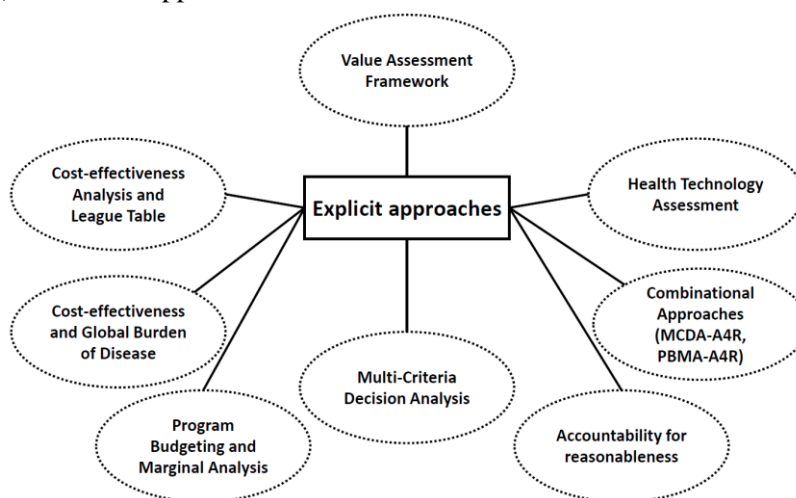 Value Assessment
Framework
Cost-effectiveness
Analysis and
League Table
Explicit approaches
Health Technology
Assessment
Cost-effectiveness
and Global Burden
of Disease
Combinational
Approaches
(MCDA-A4R,
PBMA-A4R)
Multi-Criteria
Decision Analysis
Program
Budgeting and
Marginal Analysis
Accountability for
reasonableness